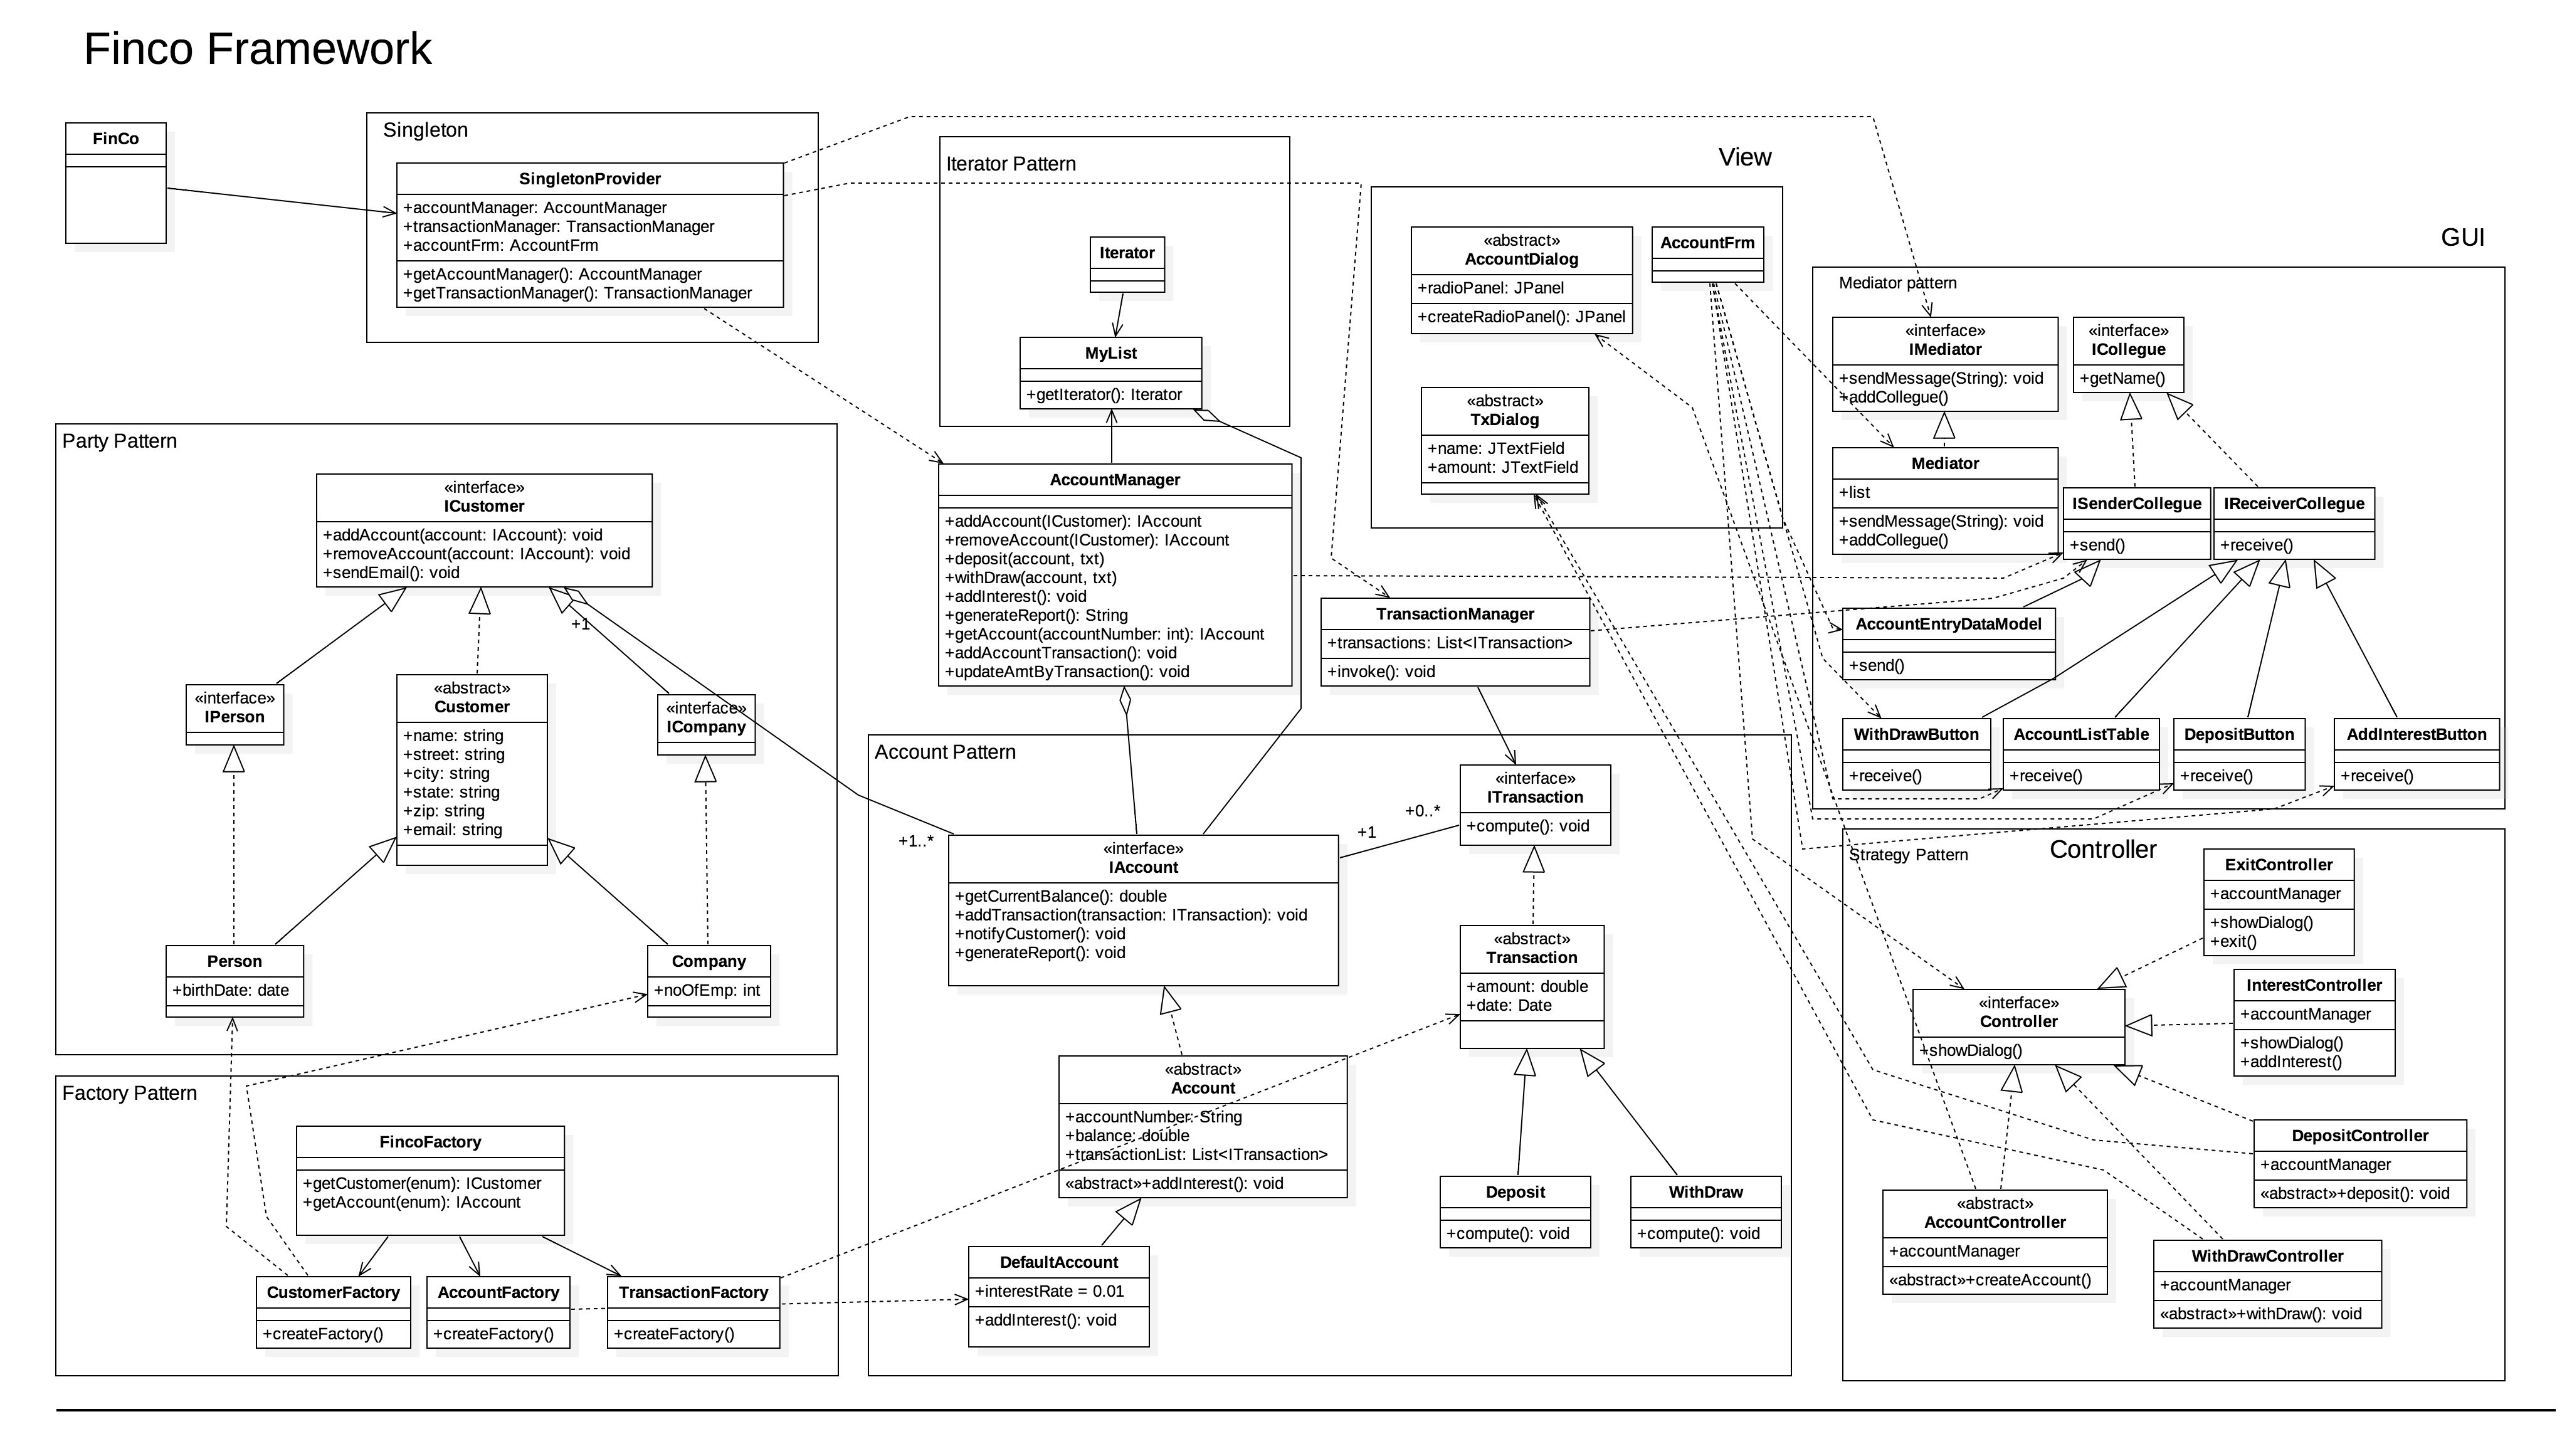 Finco Framework
FinCo
Singleton
SingletonProvider
+accountManager: AccountManager
+transactionManager: TransactionManager
+accountFrm: AccountFrm
+getAccountManager(): AccountManager
+getTransactionManager(): TransactionManager
Iterator Pattern
Iterator
MyList
+getIterator(): Iterator
View
«abstract»
AccountDialog
+radioPanel: JPanel
+createRadioPanel(): JPanel
AccountFrm
«abstract»
TxDialog
+name: JTextField
+amount: JTextField
GUI
Mediator pattern
«interface»
IMediator
+sendMessage(String): void
+addCollegue()
«interface»
ICollegue
+getName()
Mediator
+list
+sendMessage(String): void
+addCollegue()
ISenderCollegue
+send()
IReceiverCollegue
+receive()
AccountEntryDataModel
+send()
WithDrawButton
+receive()
AccountListTable
+receive()
DepositButton
+receive()
AddInterestButton
+receive()
Party Pattern
«interface»
ICustomer
+addAccount(account: IAccount): void
+removeAccount(account: IAccount): void
+sendEmail(): void
+1
«interface»
IPerson
«abstract»
Customer
+name: string
+street: string
+city: string
+state: string
+zip: string
+email: string
«interface»
ICompany
Person
+birthDate: date
Company
+noOfEmp: int
AccountManager
+addAccount(ICustomer): IAccount
+removeAccount(ICustomer): IAccount
+deposit(account, txt)
+withDraw(account, txt)
+addInterest(): void
+generateReport(): String
+getAccount(accountNumber: int): IAccount
+addAccountTransaction(): void
+updateAmtByTransaction(): void
TransactionManager
+transactions: List<ITransaction>
+invoke(): void
Account Pattern
+1..*
«interface»
IAccount
+getCurrentBalance(): double
+addTransaction(transaction: ITransaction): void
+notifyCustomer(): void
+generateReport(): void
+1
+0..*
«interface»
ITransaction
+compute(): void
«abstract»
Transaction
+amount: double
+date: Date
«abstract»
Account
+accountNumber: String
+balance: double
+transactionList: List<ITransaction>
«abstract»+addInterest(): void
Deposit
+compute(): void
WithDraw
+compute(): void
DefaultAccount
+interestRate = 0.01
+addInterest(): void
Factory Pattern
FincoFactory
+getCustomer(enum): ICustomer
+getAccount(enum): IAccount
CustomerFactory
+createFactory()
AccountFactory
+createFactory()
TransactionFactory
+createFactory()
Strategy Pattern
Controller
ExitController
+accountManager
+showDialog()
+exit()
«interface»
Controller
+showDialog()
InterestController
+accountManager
+showDialog()
+addInterest()
DepositController
+accountManager
«abstract»+deposit(): void
«abstract»
AccountController
+accountManager
«abstract»+createAccount()
WithDrawController
+accountManager
«abstract»+withDraw(): void